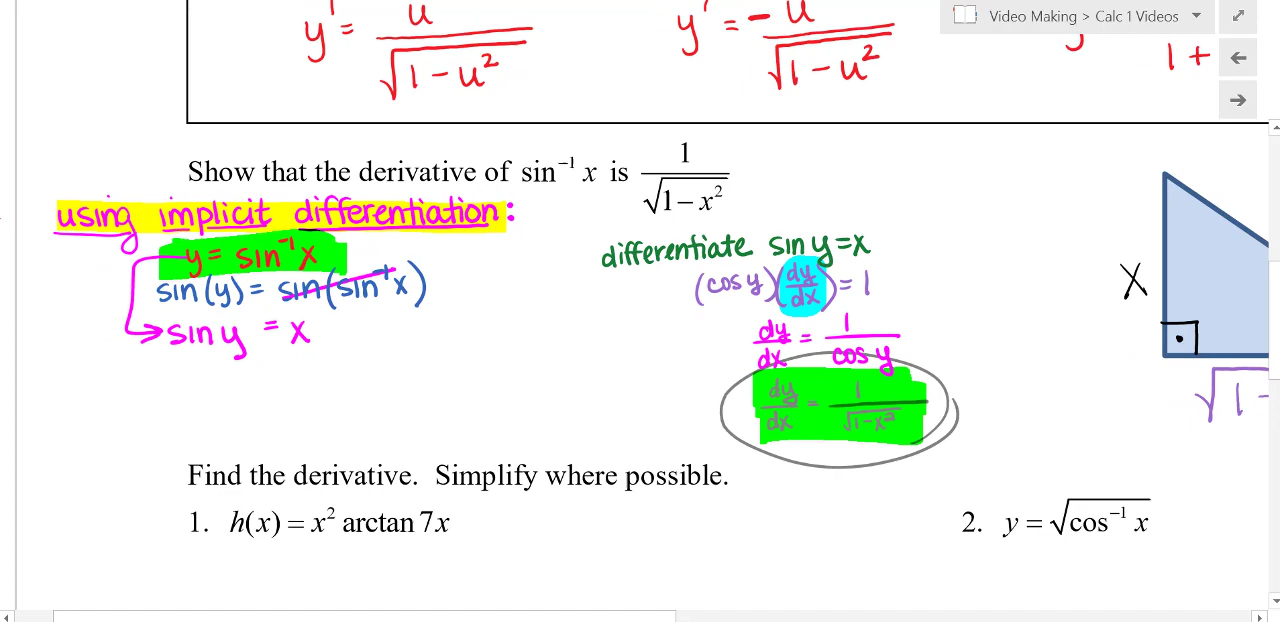 y' = u / √(1 − u²)
y' = − u / √(1 − u²)
1 +
Video Making > Calc 1 Videos
Show that the derivative of sin⁻¹ x is 1 / √(1 − x²)
using implicit differentiation:
y = sin⁻¹x
sin(y) = sin(sin⁻¹x)
sin y = x
differentiate sin y = x
(cos y)(dy/dx) = 1
dy/dx = 1 / cos y
dy/dx = 1 / √(1−x²)
x
√1−
Find the derivative. Simplify where possible.
1. h(x) = x² arctan 7x
2. y = √(cos⁻¹ x)